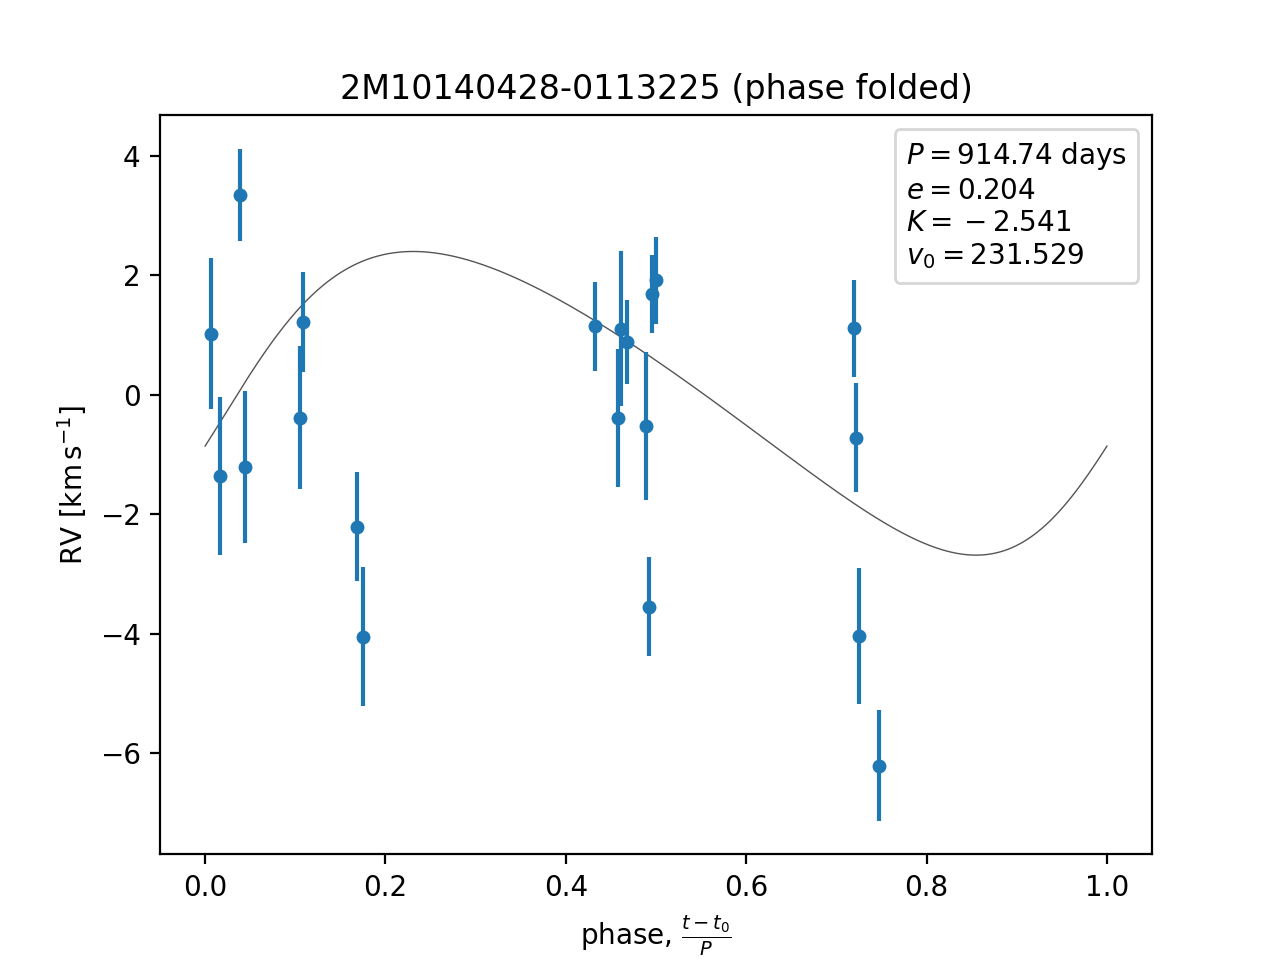 2M10140428-0113225 (phase folded)
P = 914.74 days
e = 0.204
K = −2.541
v₀ = 231.529
4
2
0
−2
−4
−6
RV [km s⁻¹]
0.0 0.2 0.4 0.6 0.8 1.0
phase, (t − t₀)/P